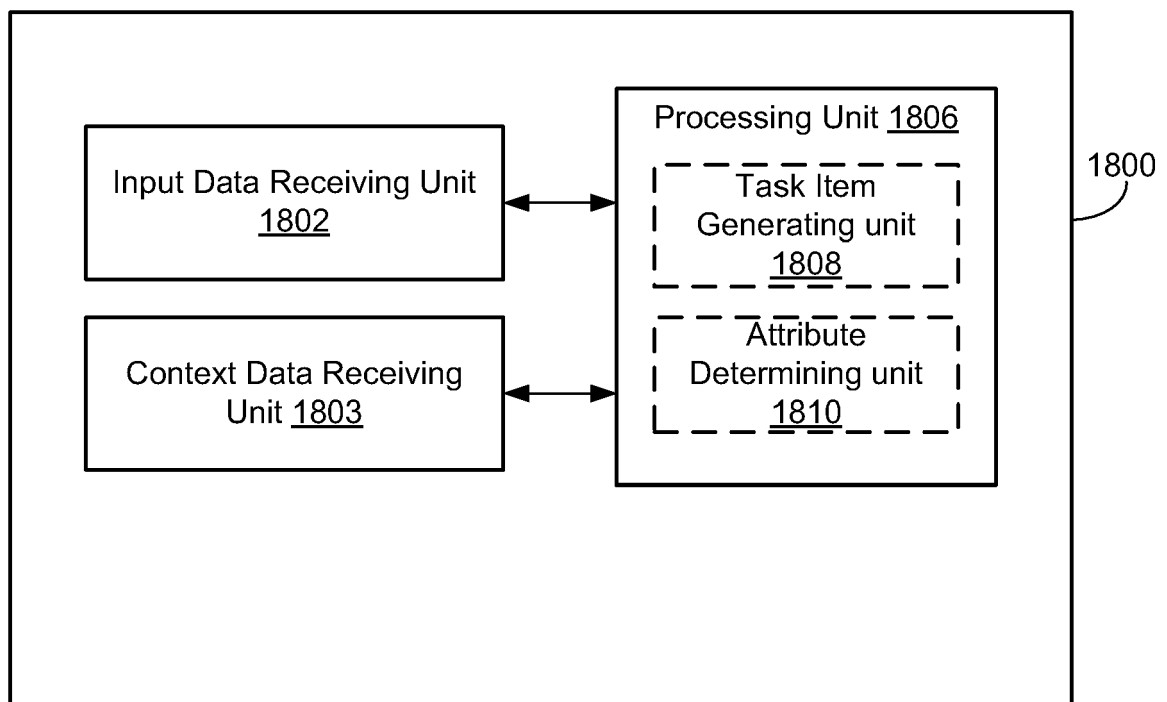 Input Data Receiving Unit
1802
Context Data Receiving
Unit 1803
Processing Unit 1806
Task Item
Generating unit
1808
Attribute
Determining unit
1810
1800